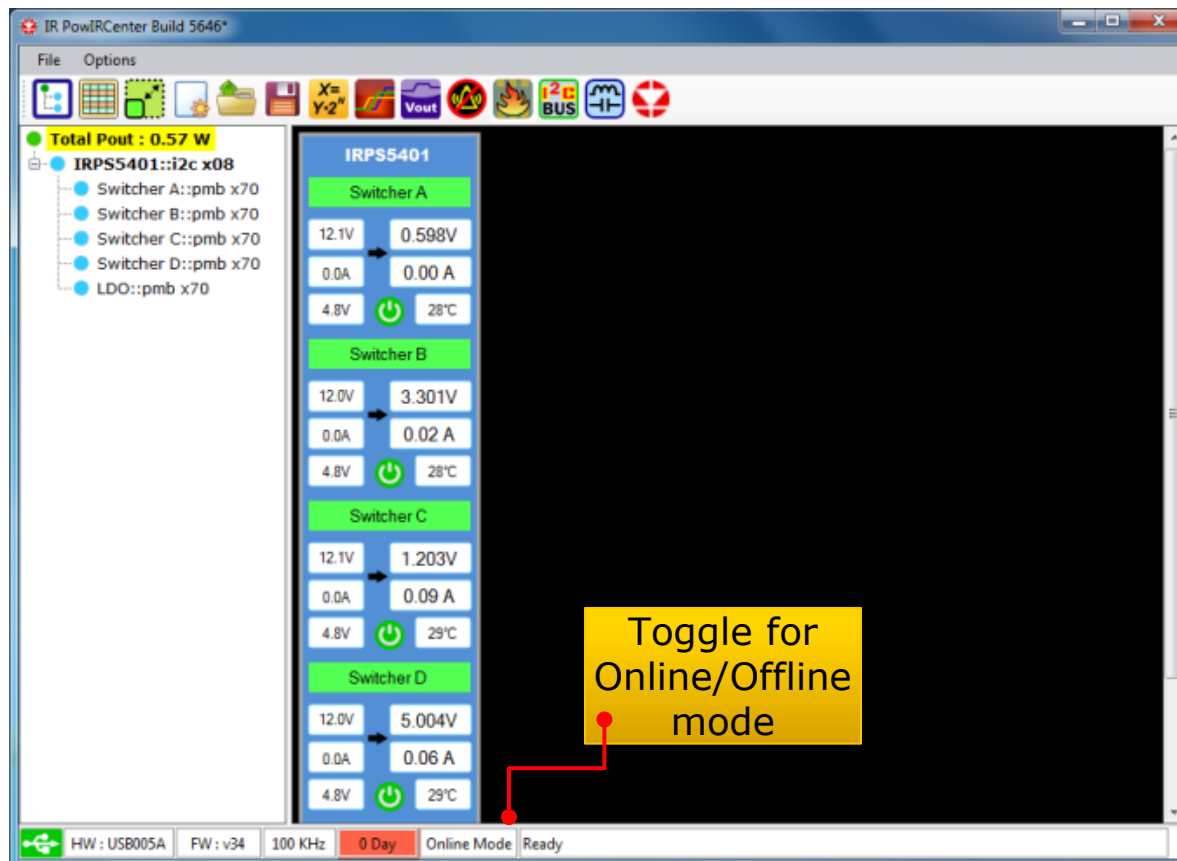 IR PowIRCenter Build 5646*
File Options
X=
Y·2ᴺ
Vout
I²C
BUS
Total Pout : 0.57 W
IRPS5401::i2c x08
Switcher A::pmb x70
Switcher B::pmb x70
Switcher C::pmb x70
Switcher D::pmb x70
LDO::pmb x70
IRPS5401
Switcher A
12.1V 0.598V
0.0A 0.00 A
4.8V 28°C
Switcher B
12.0V 3.301V
0.0A 0.02 A
4.8V 28°C
Switcher C
12.1V 1.203V
0.0A 0.09 A
4.8V 29°C
Switcher D
12.0V 5.004V
0.0A 0.06 A
4.8V 29°C
Toggle for
Online/Offline
mode
HW : USB005A FW : v34 100 KHz 0 Day Online Mode Ready